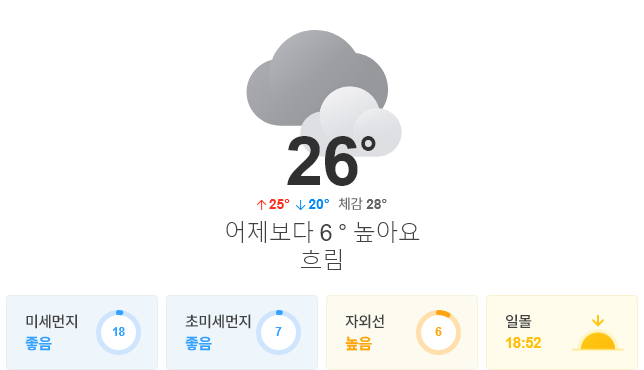 26°
↑25° ↓20° 체감 28°
어제보다 6 ° 높아요
흐림
미세먼지
좋음
18
초미세먼지
좋음
7
자외선
높음
6
일몰
18:52